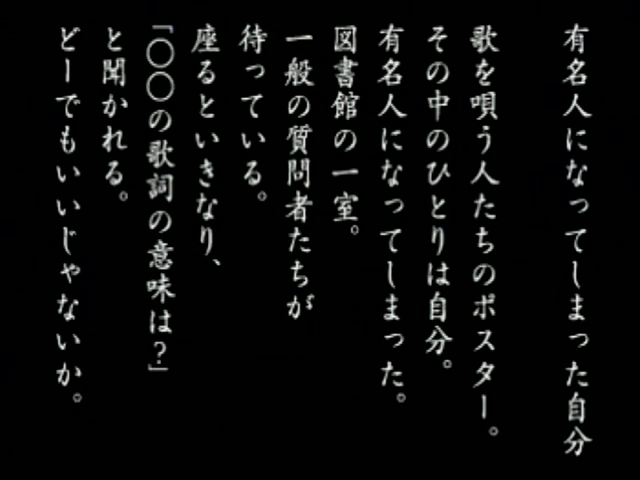 有名人になってしまった自分
歌を唄う人たちのポスター。
その中のひとりは自分。
有名人になってしまった。
図書館の一室。
一般の質問者たちが
待っている。
座るといきなり、
「〇〇の歌詞の意味は?」
と聞かれる。
どーでもいいじゃないか。